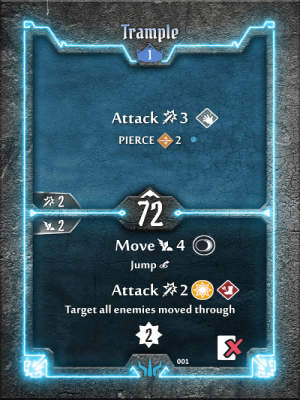 Trample
1
Attack 3
PIERCE 2
2
72
2
Move 4
Jump
Attack 2
Target all enemies moved through
2
001